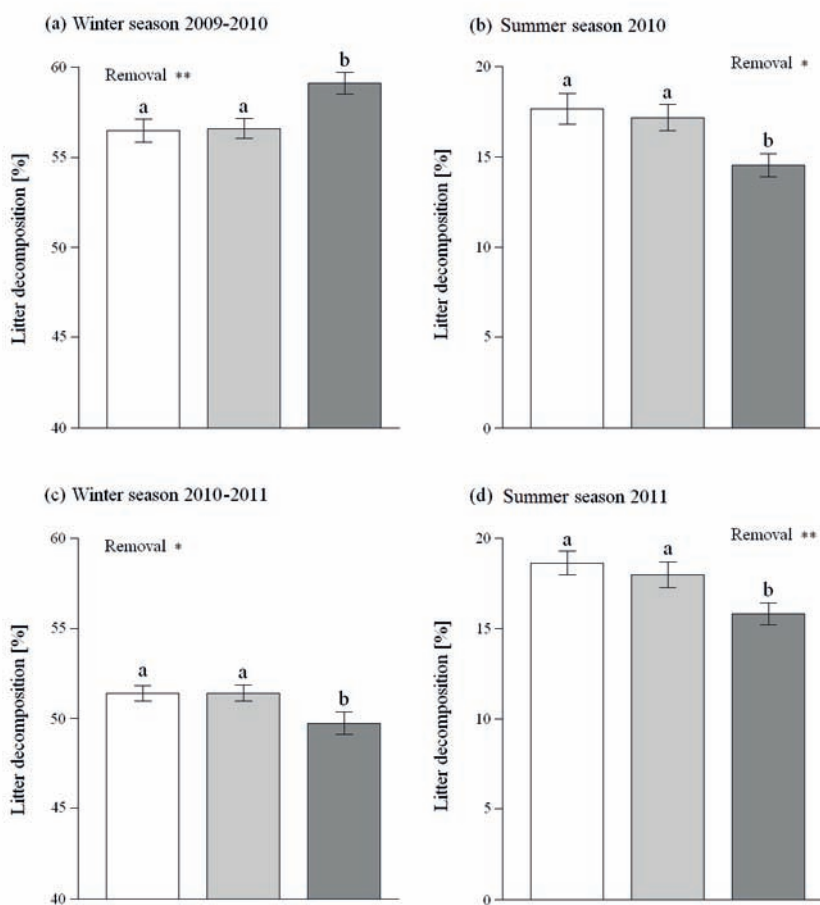 (a) Winter season 2009-2010
Removal **
a
a
b
60
55
50
45
40
Litter decomposition [%]
(b) Summer season 2010
Removal *
a
a
b
20
15
10
5
0
Litter decomposition [%]
(c) Winter season 2010-2011
Removal *
a
a
b
60
55
50
45
40
Litter decomposition [%]
(d) Summer season 2011
Removal **
a
a
b
20
15
10
5
0
Litter decomposition [%]